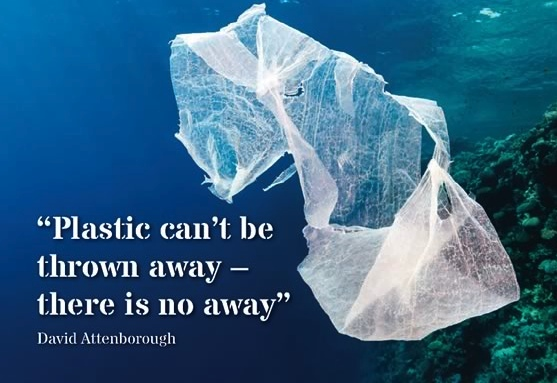 “Plastic can’t be
thrown away –
there is no away”
David Attenborough